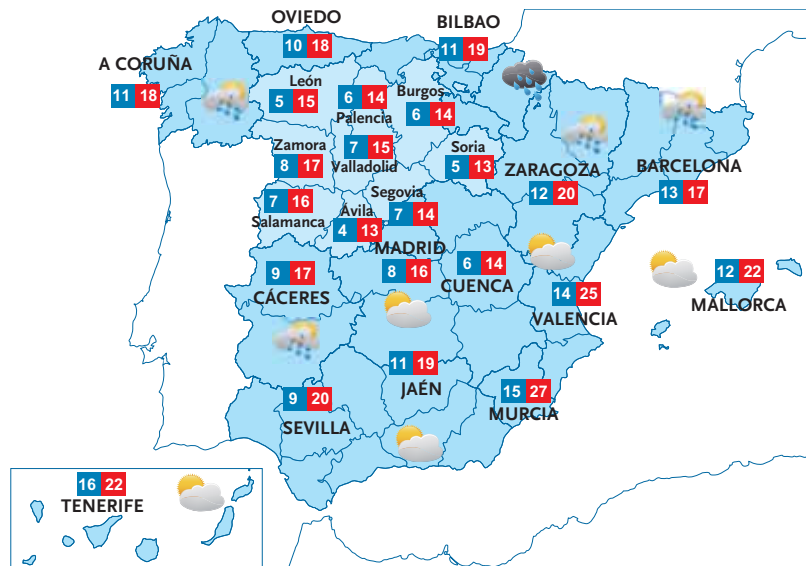 OVIEDO
10 18
BILBAO
11 19
A CORUÑA
11 18
León
5 15
6 14
Palencia
Burgos
6 14
Zamora
8 17
7 15
Valladolid
Soria
5 13
ZARAGOZA
12 20
BARCELONA
13 17
7 16
Salamanca
Ávila
4 13
Segovia
7 14
MADRID
8 16
6 14
CUENCA
9 17
CÁCERES
14 25
VALENCIA
12 22
MALLORCA
11 19
JAÉN
15 27
MURCIA
9 20
SEVILLA
16 22
TENERIFE